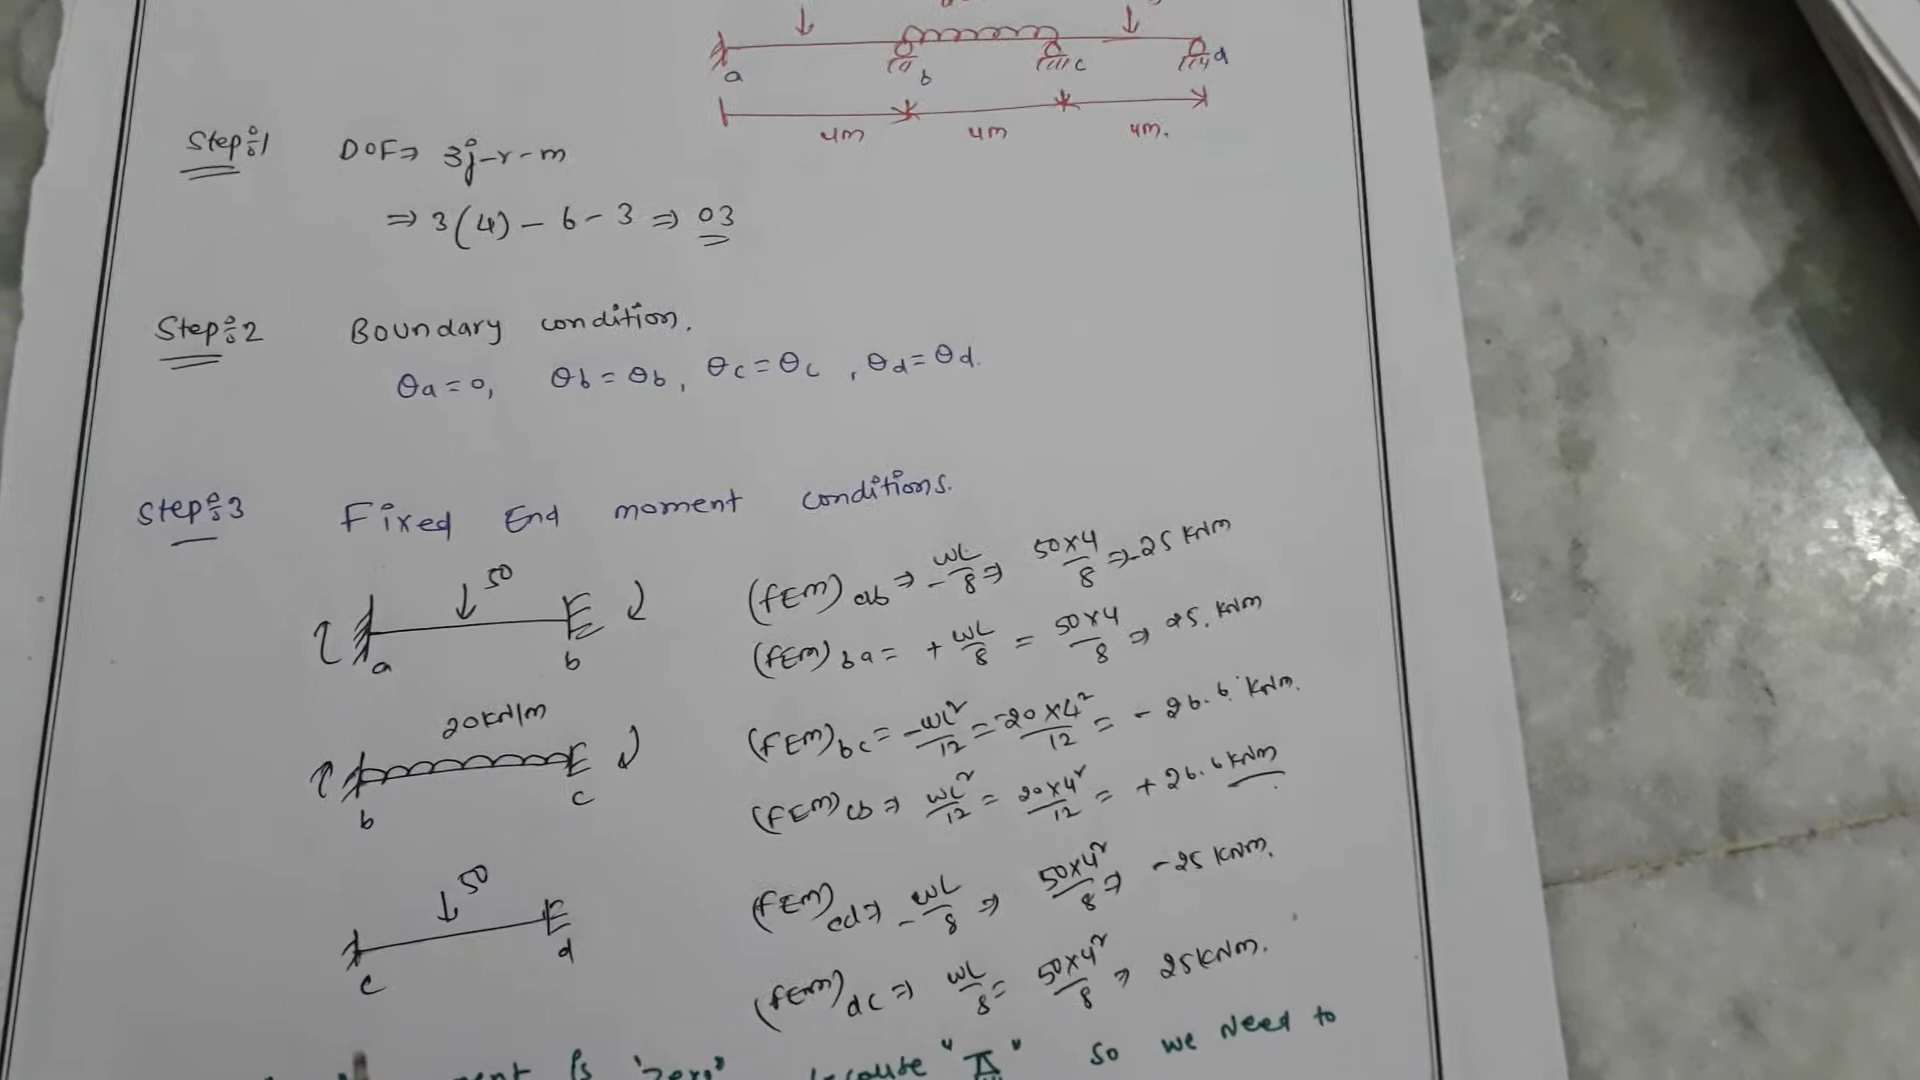 a b c d
4m 4m 4m.
Step:1 DOF ⇒ 3j-r-m
⇒ 3(4) - 6 - 3 ⇒ 03
Step:2 Boundary condition.
θa = 0, θb = θb, θc = θc, θd = θd.
Step:3 Fixed End moment conditions.
50
a b
(FEM)ab ⇒ -WL/8 ⇒ 50×4/8 ⇒ -25 KNm
(FEM)ba = + WL/8 = 50×4/8 ⇒ 25. KNm
20KN/m
b c
(FEM)bc = -WL²/12 = -20×4²/12 = - 26.6. KNm.
(FEM)cb ⇒ WL²/12 = 20×4²/12 = + 26.6 KNm
50
c d
(FEM)cd ⇒ -WL/8 ⇒ 50×4²/8 ⇒ -25 KNm.
(FEM)dc ⇒ WL/8 = 50×4²/8 ⇒ 25KNm.
is "zero" so we need to